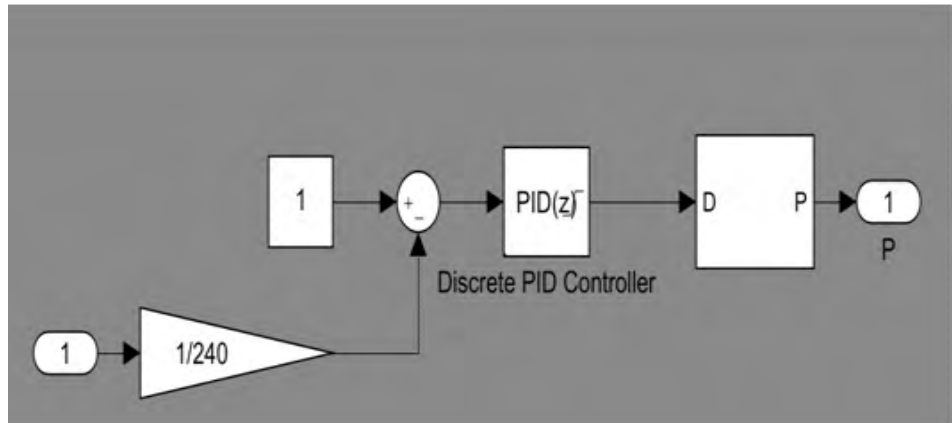 1
+
−
PID(z)
Discrete PID Controller
D
P
1
P
1
1/240